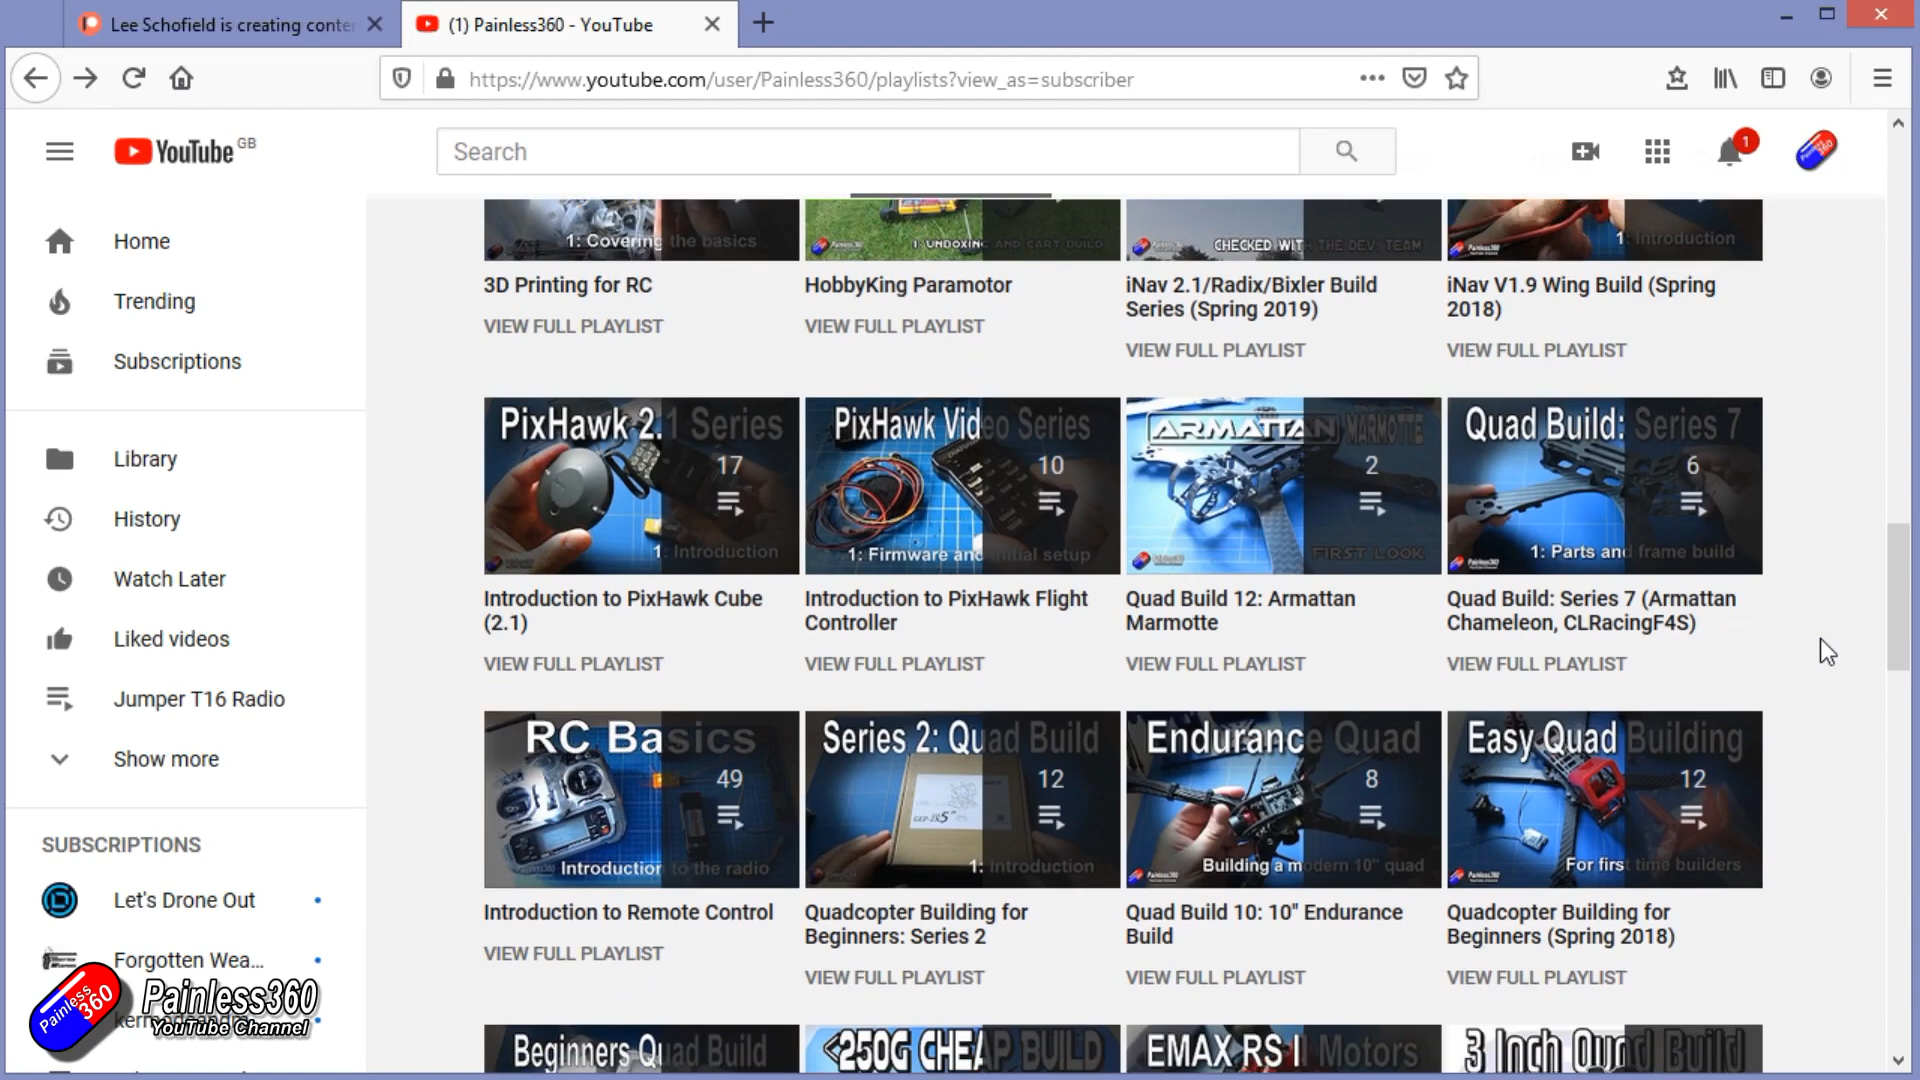 Lee Schofield is creating conte
(1) Painless360 - YouTube
https://www.youtube.com/user/Painless360/playlists?view_as=subscriber
YouTube GB
Search
1
Home
Trending
Subscriptions
Library
History
Watch Later
Liked videos
Jumper T16 Radio
Show more
SUBSCRIPTIONS
Let's Drone Out
Forgotten Wea...
Painless360
Painless360
YouTube Channel
1: Covering the basics
1: UNBOXING AND CART BUILD
CHECKED WITH THE DEV TEAM
1: Introduction
3D Printing for RC
VIEW FULL PLAYLIST
HobbyKing Paramotor
VIEW FULL PLAYLIST
iNav 2.1/Radix/Bixler Build
Series (Spring 2019)
VIEW FULL PLAYLIST
iNav V1.9 Wing Build (Spring
2018)
VIEW FULL PLAYLIST
PixHawk 2.1 Series
17
1: Introduction
PixHawk Video Series
10
1: Firmware and initial setup
ARMATTAN MARMOTTE
2
FIRST LOOK
Quad Build: Series 7
6
1: Parts and frame build
Introduction to PixHawk Cube
(2.1)
VIEW FULL PLAYLIST
Introduction to PixHawk Flight
Controller
VIEW FULL PLAYLIST
Quad Build 12: Armattan
Marmotte
VIEW FULL PLAYLIST
Quad Build: Series 7 (Armattan
Chameleon, CLRacingF4S)
VIEW FULL PLAYLIST
RC Basics
49
Introduction to the radio
Series 2: Quad Build
12
1: Introduction
Endurance Quad
8
Building a modern 10" quad
Easy Quad Building
12
For first time builders
Introduction to Remote Control
VIEW FULL PLAYLIST
Quadcopter Building for
Beginners: Series 2
VIEW FULL PLAYLIST
Quad Build 10: 10" Endurance
Build
VIEW FULL PLAYLIST
Quadcopter Building for
Beginners (Spring 2018)
VIEW FULL PLAYLIST
Beginners Quad Build
<250G CHEAP BUILD
EMAX RS II Motors
3 Inch Quad Build